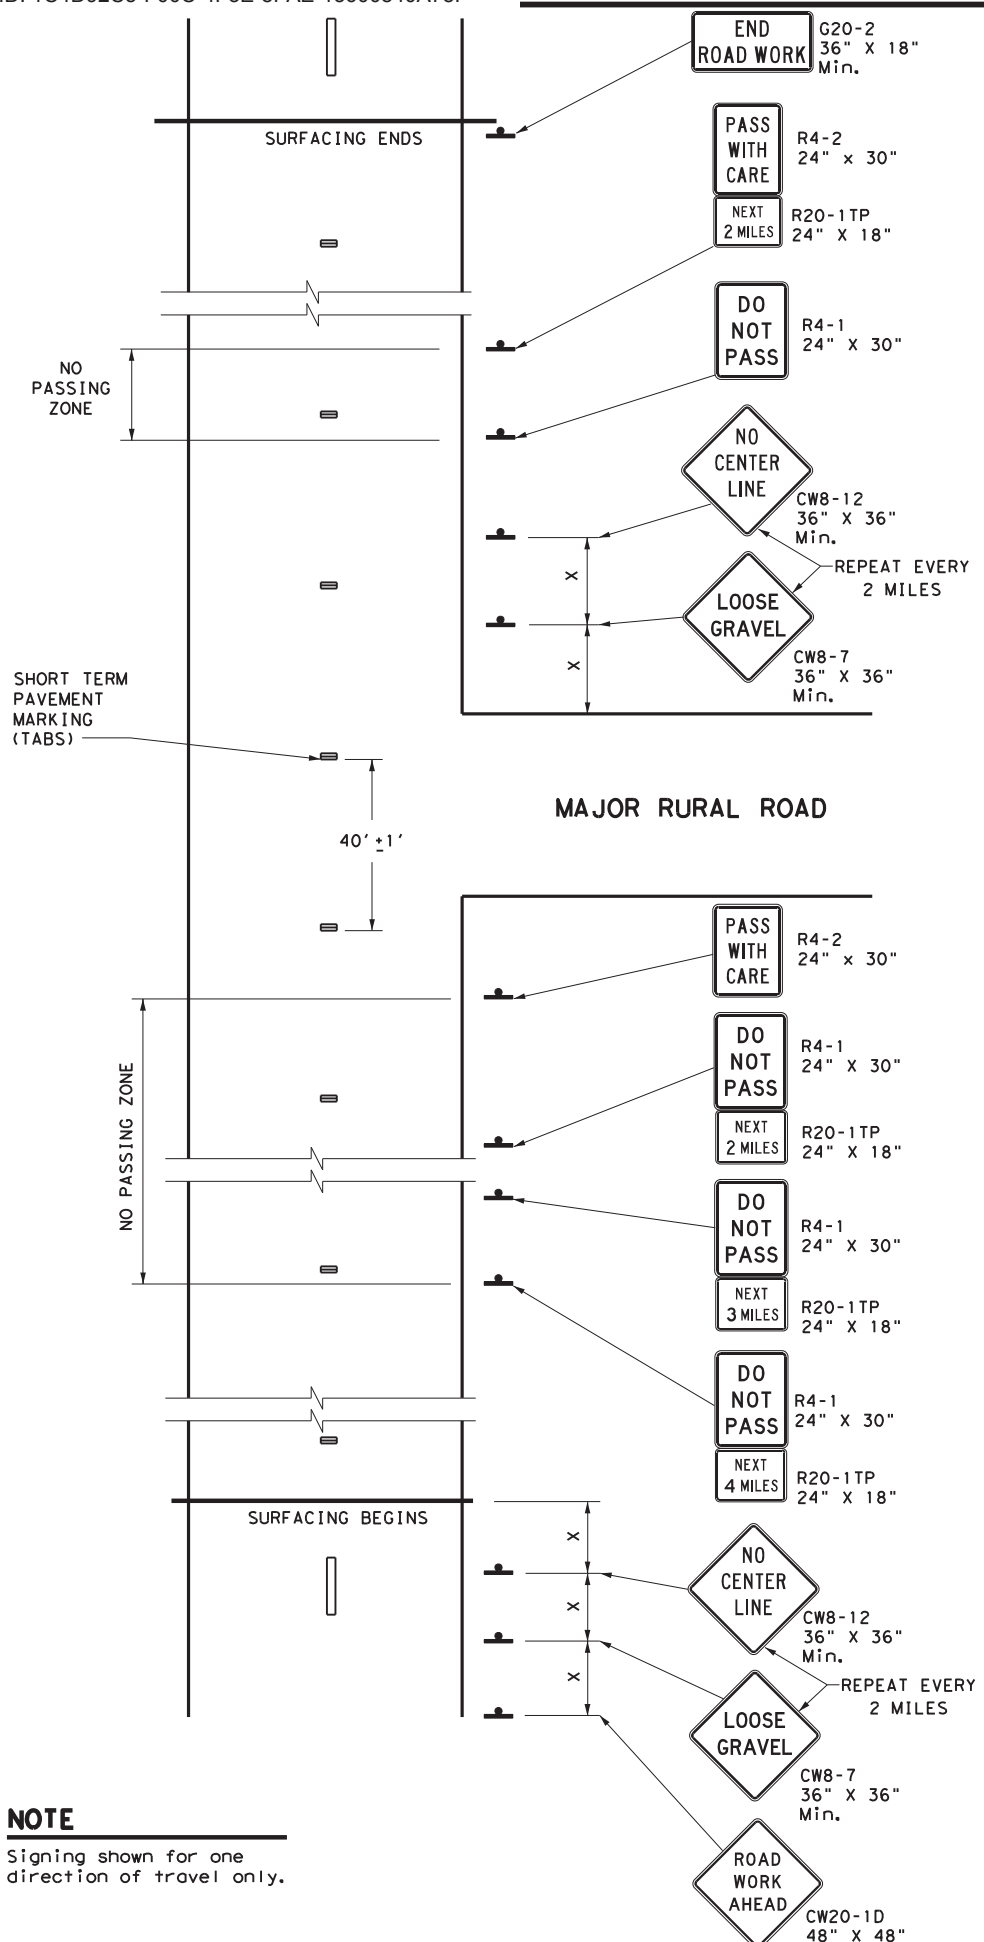 END
ROAD WORK
G20-2
36" X 18"
Min.
SURFACING ENDS
PASS
WITH
CARE
R4-2
24" x 30"
NEXT
2 MILES
R20-1TP
24" X 18"
DO
NOT
PASS
R4-1
24" X 30"
NO
PASSING
ZONE
NO
CENTER
LINE
CW8-12
36" X 36"
Min.
REPEAT EVERY
2 MILES
X
LOOSE
GRAVEL
CW8-7
36" X 36"
Min.
X
SHORT TERM
PAVEMENT
MARKING
(TABS)
MAJOR RURAL ROAD
40' ±1'
PASS
WITH
CARE
R4-2
24" x 30"
NO PASSING ZONE
DO
NOT
PASS
R4-1
24" X 30"
NEXT
2 MILES
R20-1TP
24" X 18"
DO
NOT
PASS
R4-1
24" X 30"
NEXT
3 MILES
R20-1TP
24" X 18"
DO
NOT
PASS
R4-1
24" X 30"
NEXT
4 MILES
R20-1TP
24" X 18"
SURFACING BEGINS
X
NO
CENTER
LINE
CW8-12
36" X 36"
Min.
X
REPEAT EVERY
2 MILES
X
LOOSE
GRAVEL
CW8-7
36" X 36"
Min.
NOTE
Signing shown for one
direction of travel only.
ROAD
WORK
AHEAD
CW20-1D
48" X 48"